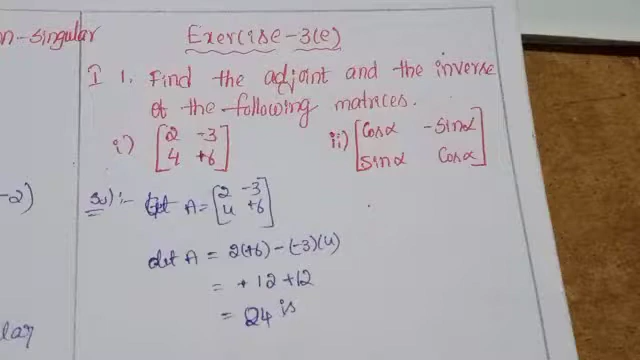 n-singular
Exercise-3(e)
I 1. Find the adjoint and the inverse
of the following matrices.
i) [2 -3
4 +6]
ii) [cosα -sinα
sinα cosα]
-2)
Sol:- Let A = [2 -3
4 +6]
det A = 2(+6) - (-3)(4)
= +12+12
= 24 is